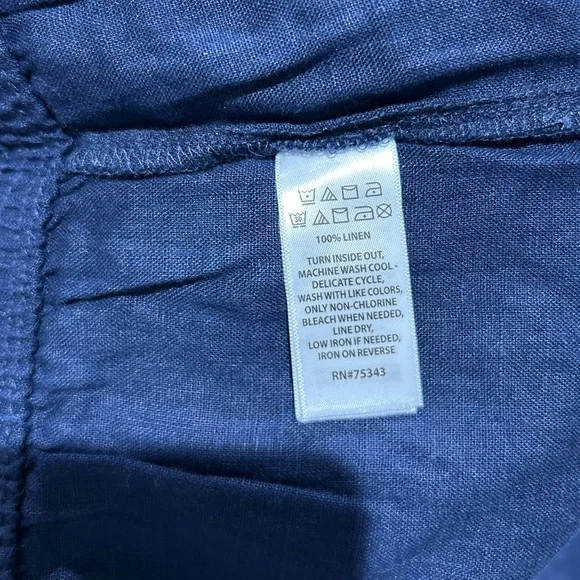 30
100% LINEN
TURN INSIDE OUT,
MACHINE WASH COOL -
DELICATE CYCLE,
WASH WITH LIKE COLORS,
ONLY NON-CHLORINE
BLEACH WHEN NEEDED,
LINE DRY,
LOW IRON IF NEEDED,
IRON ON REVERSE
RN#75343